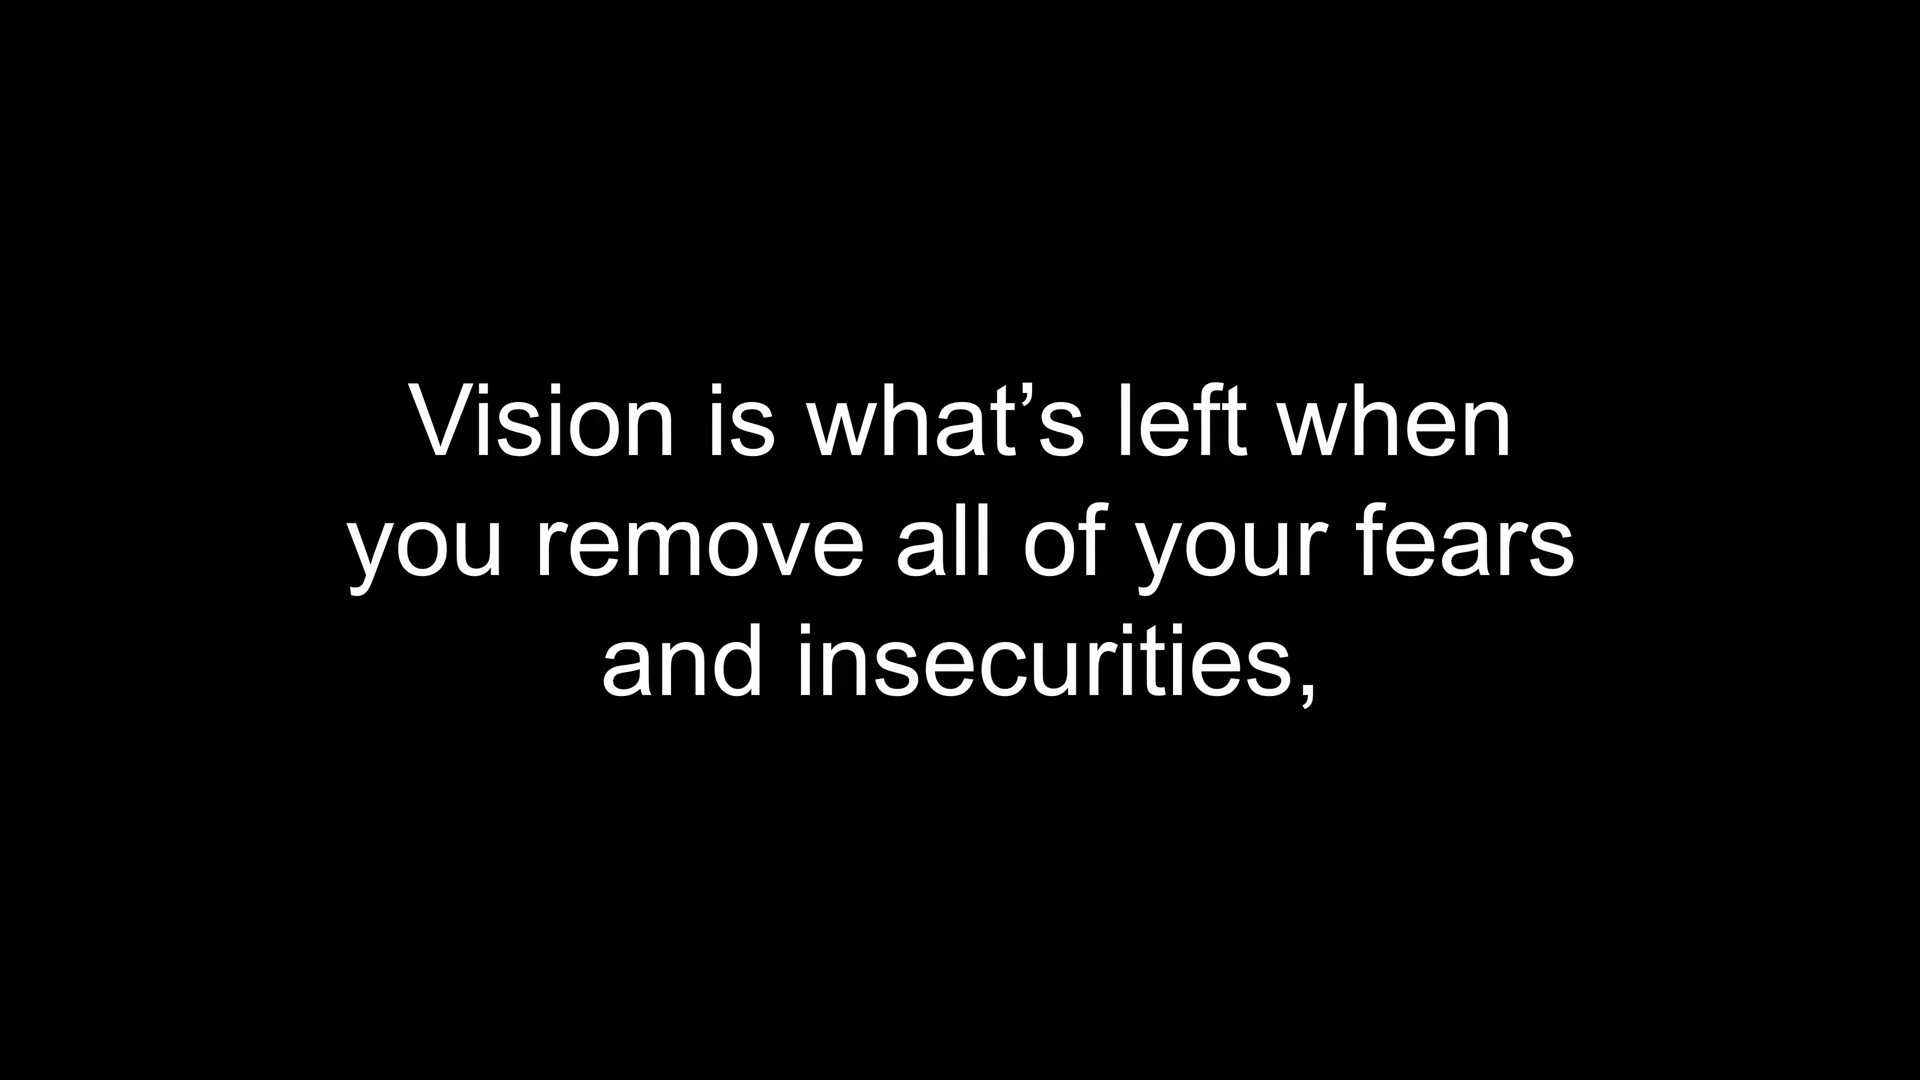 Vision is what’s left when
you remove all of your fears
and insecurities,